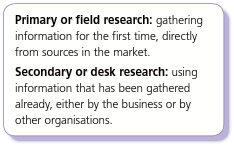 Primary or field research: gathering
information for the first time, directly
from sources in the market.
Secondary or desk research: using
information that has been gathered
already, either by the business or by
other organisations.